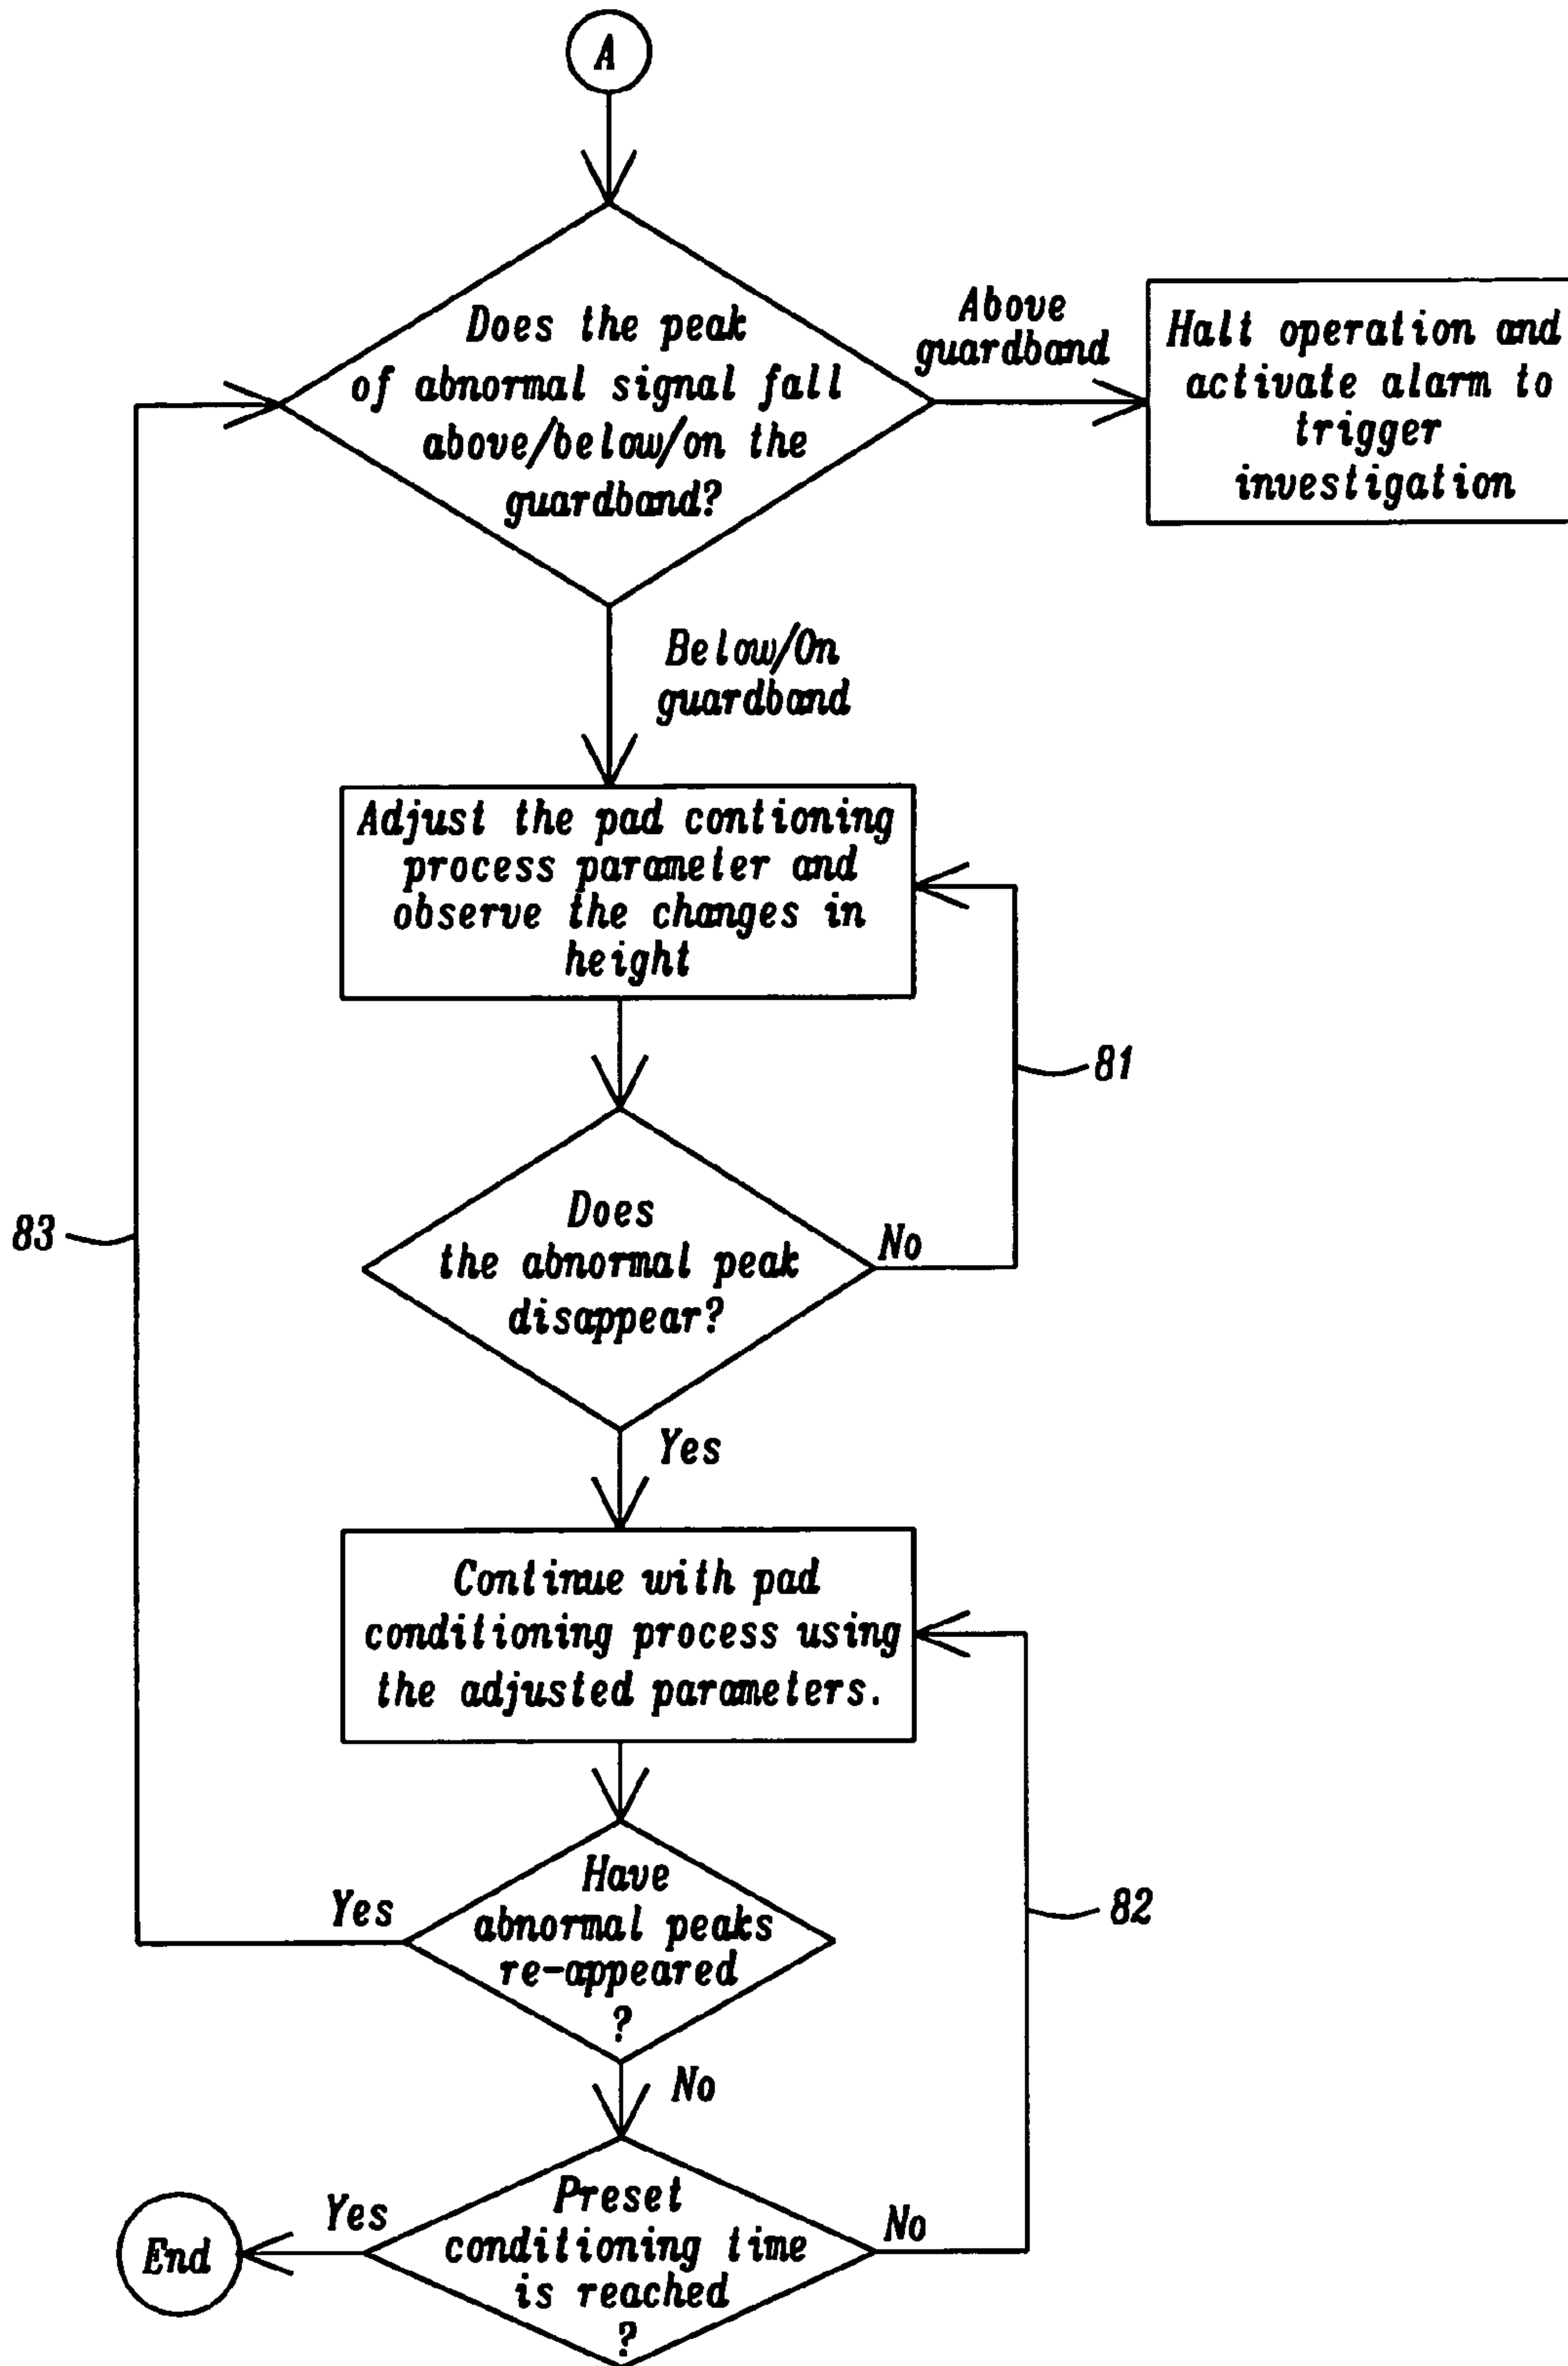 A
Does the peak
of abnormal signal fall
above/below/on the
guardband?
Above
guardband
Halt operation and
activate alarm to
trigger
investigation
Below/On
guardband
Adjust the pad contioning
process parameter and
observe the changes in
height
81
Does
the abnormal peak
disappear?
No
83
Yes
Continue with pad
conditioning process using
the adjusted parameters.
Have
abnormal peaks
re-appeared
?
Yes
82
No
Preset
conditioning time
is reached
?
Yes
No
End